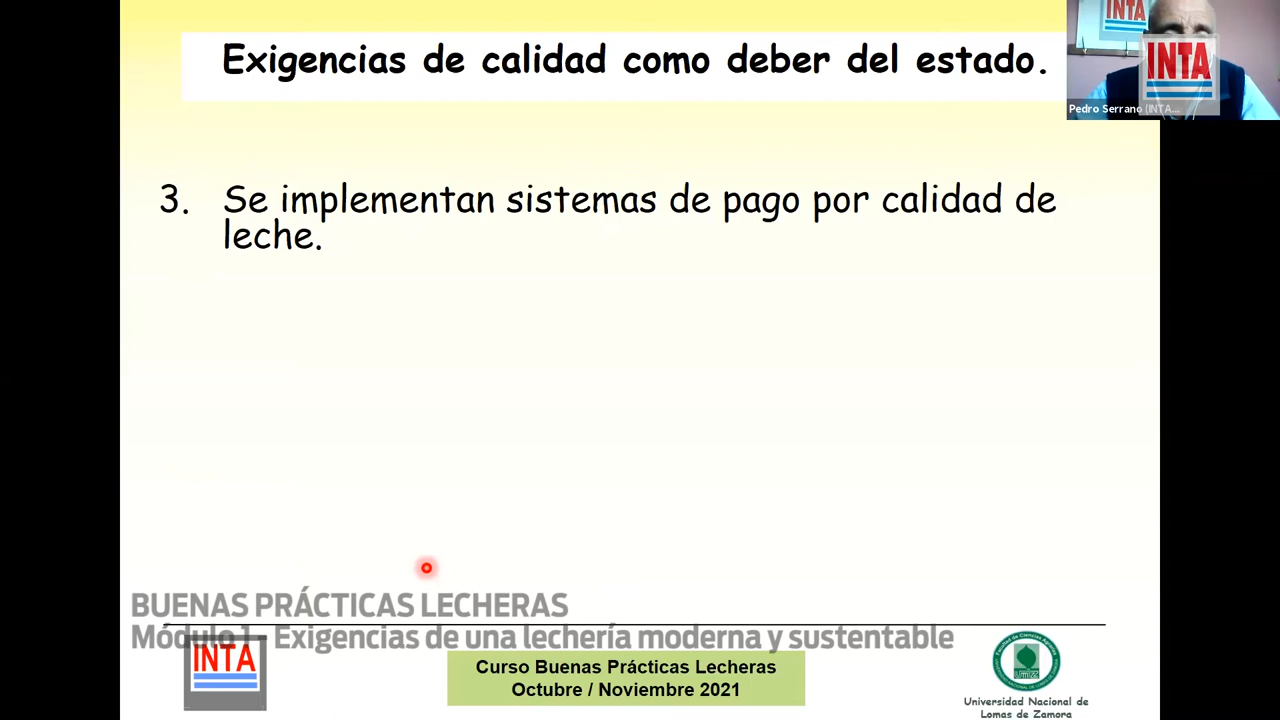 Exigencias de calidad como deber del estado.
INTA
INTA
Pedro Serrano (INTA...
3. Se implementan sistemas de pago por calidad de
leche.
BUENAS PRÁCTICAS LECHERAS
Módulo 1. Exigencias de una lechería moderna y sustentable
INTA
Curso Buenas Prácticas Lecheras
Octubre / Noviembre 2021
Universidad Nacional de
Lomas de Zamora